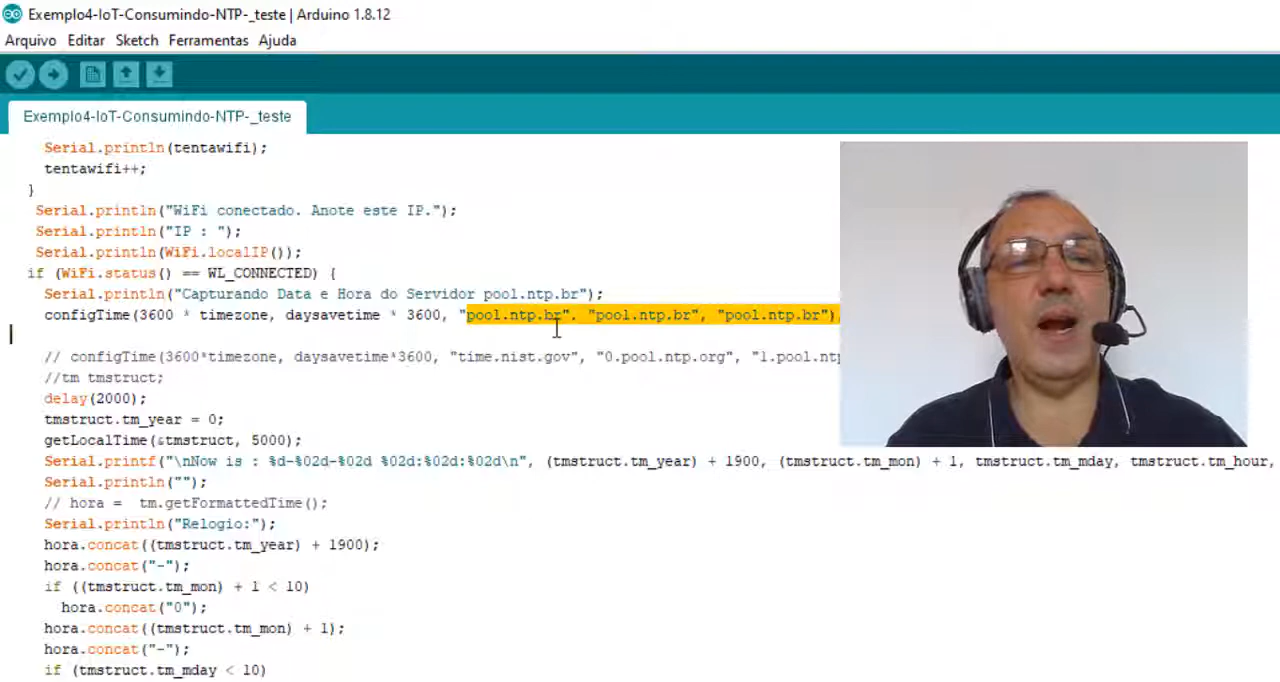 Exemplo4-IoT-Consumindo-NTP-_teste | Arduino 1.8.12
Arquivo Editar Sketch Ferramentas Ajuda
Exemplo4-IoT-Consumindo-NTP-_teste
Serial.println(tentawifi);
tentawifi++;
}
Serial.println("WiFi conectado. Anote este IP.");
Serial.println("IP : ");
Serial.println(WiFi.localIP());
if (WiFi.status() == WL_CONNECTED) {
Serial.println("Capturando Data e Hora do Servidor pool.ntp.br");
configTime(3600 * timezone, daysavetime * 3600, "pool.ntp.br", "pool.ntp.br", "pool.ntp.br");
// configTime(3600*timezone, daysavetime*3600, "time.nist.gov", "0.pool.ntp.org", "1.pool.ntp
//tm tmstruct;
delay(2000);
tmstruct.tm_year = 0;
getLocalTime(&tmstruct, 5000);
Serial.printf("\nNow is : %d-%02d-%02d %02d:%02d:%02d\n", (tmstruct.tm_year) + 1900, (tmstruct.tm_mon) + 1, tmstruct.tm_mday, tmstruct.tm_hour,
Serial.println("");
// hora = tm.getFormattedTime();
Serial.println("Relogio:");
hora.concat((tmstruct.tm_year) + 1900);
hora.concat("-");
if ((tmstruct.tm_mon) + 1 < 10)
hora.concat("0");
hora.concat((tmstruct.tm_mon) + 1);
hora.concat("-");
if (tmstruct.tm_mday < 10)